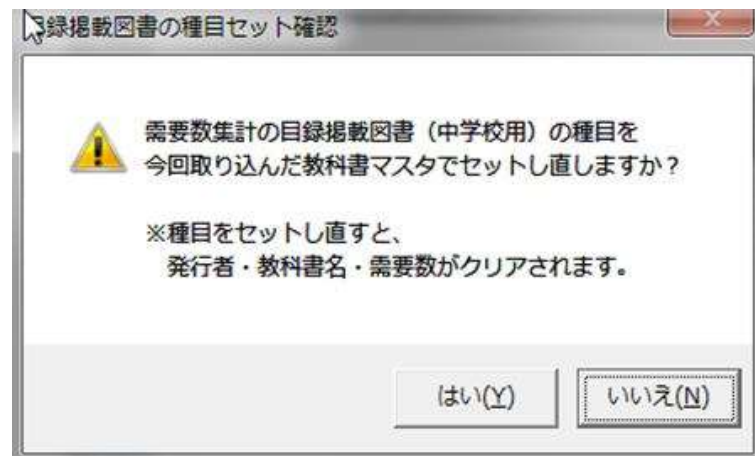 目録掲載図書の種目セット確認
需要数集計の目録掲載図書（中学校用）の種目を
今回取り込んだ教科書マスタでセットし直しますか？
※種目をセットし直すと、
発行者・教科書名・需要数がクリアされます。
はい(Y)
いいえ(N)